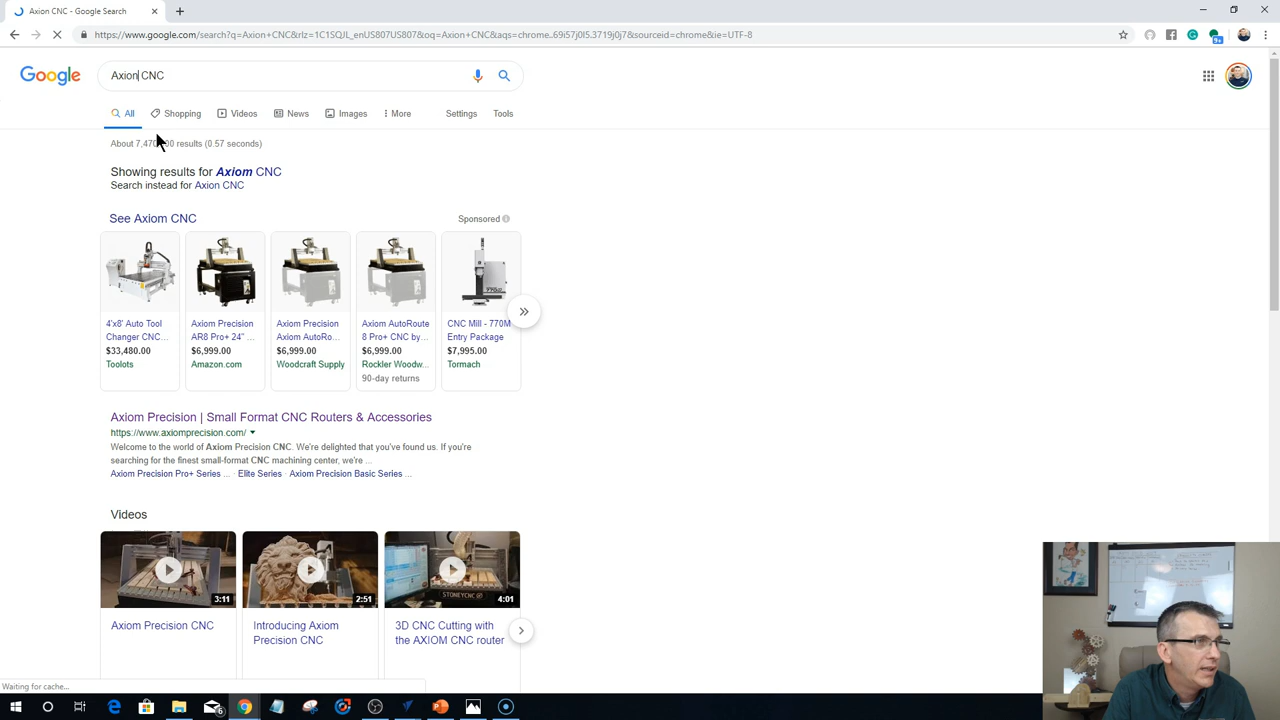 Axion CNC - Google Search
https://www.google.com/search?q=Axion+CNC&rlz=1C1SQJL_enUS807US807&oq=Axion+CNC&aqs=chrome..69i57j0l5.3719j0j7&sourceid=chrome&ie=UTF-8
9+
Google
Axion CNC
All
Shopping
Videos
News
Images
More
Settings
Tools
About 7,470 00 results (0.57 seconds)
Showing results for Axiom CNC
Search instead for Axion CNC
See Axiom CNC
Sponsored
4'x8' Auto Tool
Changer CNC...
$33,480.00
Toolots
Axiom Precision
AR8 Pro+ 24" ...
$6,999.00
Amazon.com
Axiom Precision
Axiom AutoRo...
$6,999.00
Woodcraft Supply
Axiom AutoRoute
8 Pro+ CNC by...
$6,999.00
Rockler Woodw...
90-day returns
CNC Mill - 770M
Entry Package
$7,995.00
Tormach
Axiom Precision | Small Format CNC Routers & Accessories
https://www.axiomprecision.com/
Welcome to the world of Axiom Precision CNC. We're delighted that you've found us. If you're
searching for the finest small-format CNC machining center, we're ...
Axiom Precision Pro+ Series ... · Elite Series · Axiom Precision Basic Series ...
Videos
3:11
2:51
STONEYCNC
4:01
Axiom Precision CNC
Introducing Axiom
Precision CNC
3D CNC Cutting with
the AXIOM CNC router
Waiting for cache...
6